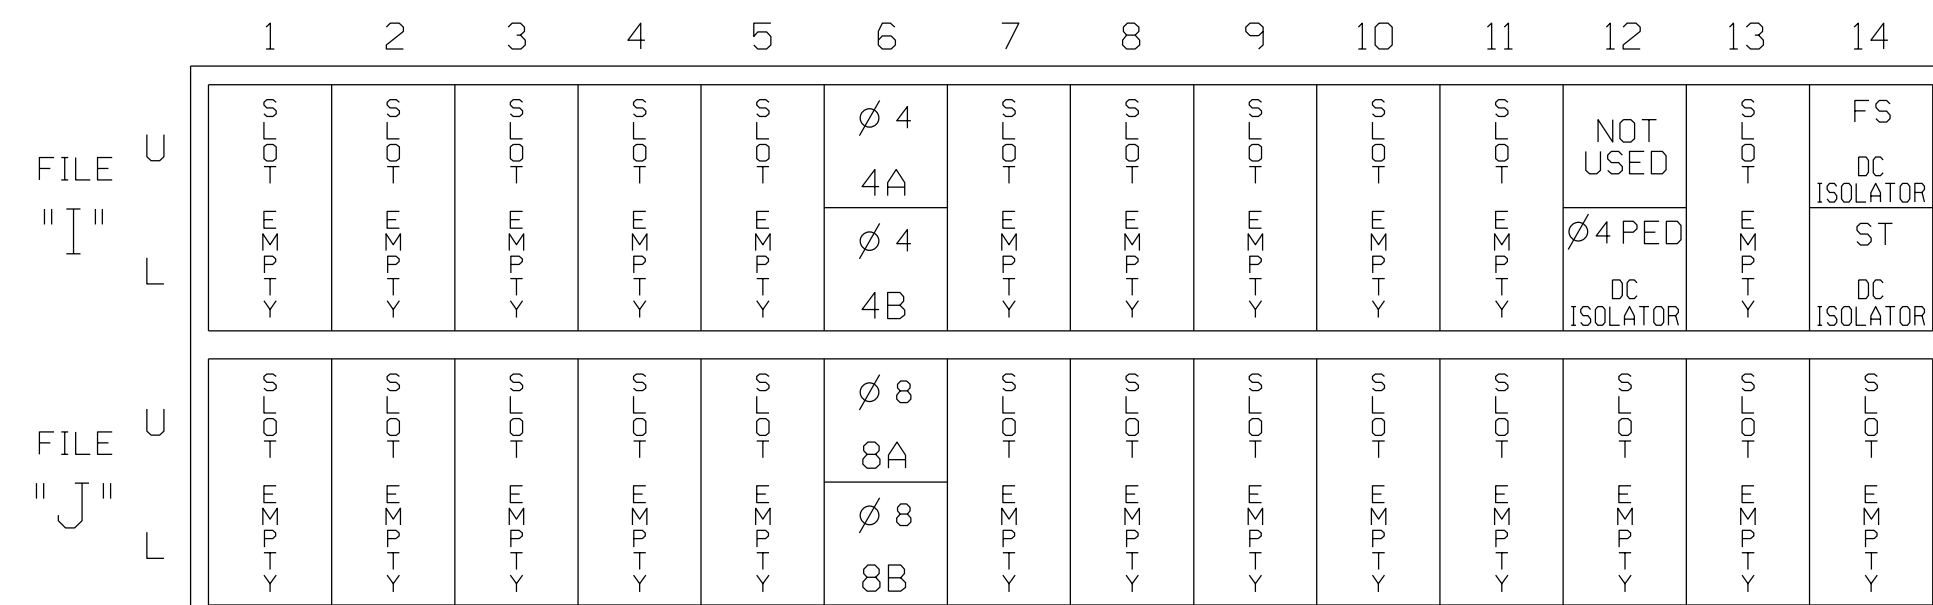 1 2 3 4 5 6 7 8 9 10 11 12 13 14
FILE "I"
U
L
SLOT EMPTY
SLOT EMPTY
SLOT EMPTY
SLOT EMPTY
SLOT EMPTY
Ø 4
4A
Ø 4
4B
SLOT EMPTY
SLOT EMPTY
SLOT EMPTY
SLOT EMPTY
SLOT EMPTY
NOT
USED
Ø 4 PED
DC
ISOLATOR
SLOT EMPTY
FS
DC
ISOLATOR
ST
DC
ISOLATOR
FILE "J"
U
L
SLOT EMPTY
SLOT EMPTY
SLOT EMPTY
SLOT EMPTY
SLOT EMPTY
Ø 8
8A
Ø 8
8B
SLOT EMPTY
SLOT EMPTY
SLOT EMPTY
SLOT EMPTY
SLOT EMPTY
SLOT EMPTY
SLOT EMPTY
SLOT EMPTY